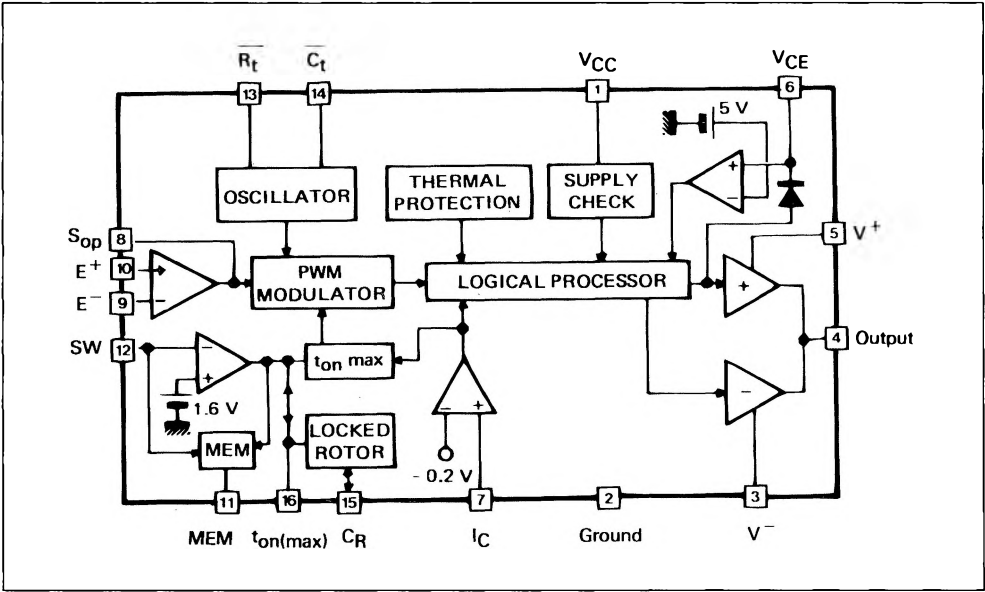 R̅t̅ C̅t̅ VCC VCE
13 14 1 6
5 V
+
−
OSCILLATOR
THERMAL
PROTECTION
SUPPLY
CHECK
Sop 8
E+ 10
E− 9
+
−
PWM
MODULATOR
LOGICAL PROCESSOR
+
5 V+
SW 12
−
+
1.6 V
ton max
4 Output
−
− +
- 0.2 V
MEM
LOCKED
ROTOR
11 16 15 7 2 3
MEM ton(max) CR IC Ground V−